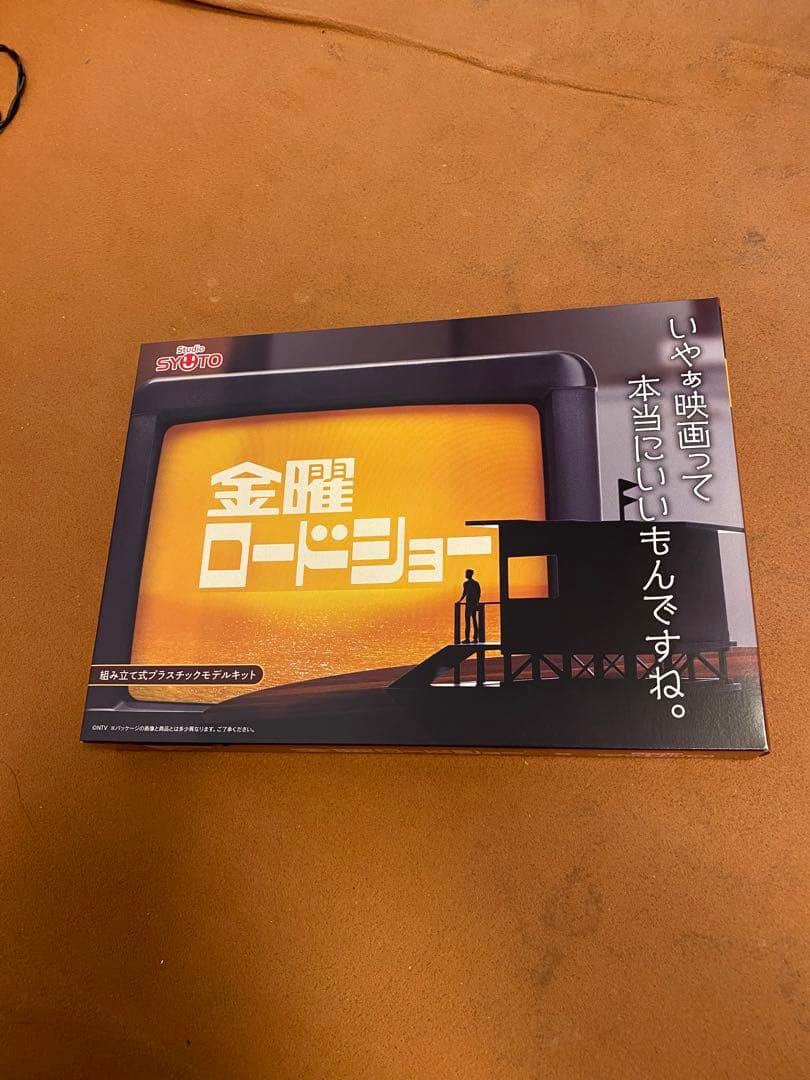 Studio
SYUTO
いやぁ映画って
本当にいいもんですね。
金曜
ロードショー
組み立て式プラスチックモデルキット
©NTV ※パッケージの画像と商品とは多少異なります。ご了承ください。